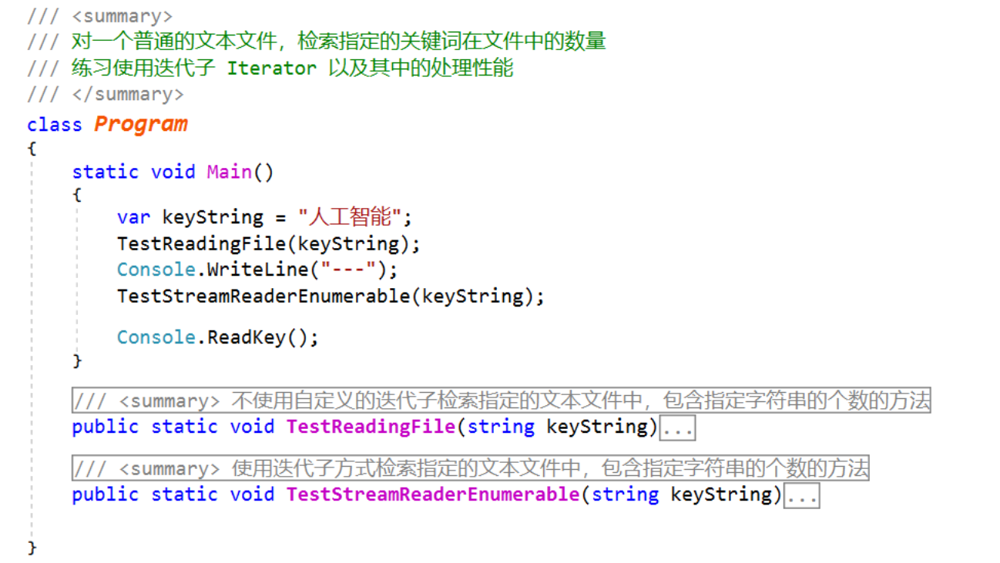 /// <summary>
/// 对一个普通的文本文件，检索指定的关键词在文件中的数量
/// 练习使用迭代子 Iterator 以及其中的处理性能
/// </summary>
class Program
{
    static void Main()
    {
        var keyString = "人工智能";
        TestReadingFile(keyString);
        Console.WriteLine("---");
        TestStreamReaderEnumerable(keyString);
        Console.ReadKey();
    }
    /// <summary> 不使用自定义的迭代子检索指定的文本文件中，包含指定字符串的个数的方法
    public static void TestReadingFile(string keyString)...
    /// <summary> 使用迭代子方式检索指定的文本文件中，包含指定字符串的个数的方法
    public static void TestStreamReaderEnumerable(string keyString)...
}